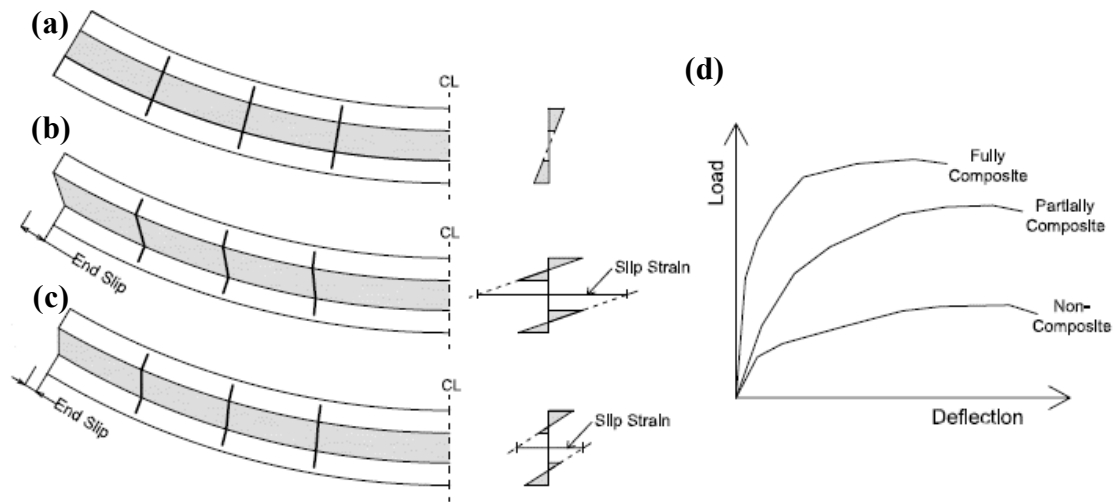 (a)
CL
(b)
End Slip
CL
Slip Strain
(c)
End Slip
CL
Slip Strain
(d)
Load
Fully
Composite
Partially
Composite
Non-
Composite
Deflection